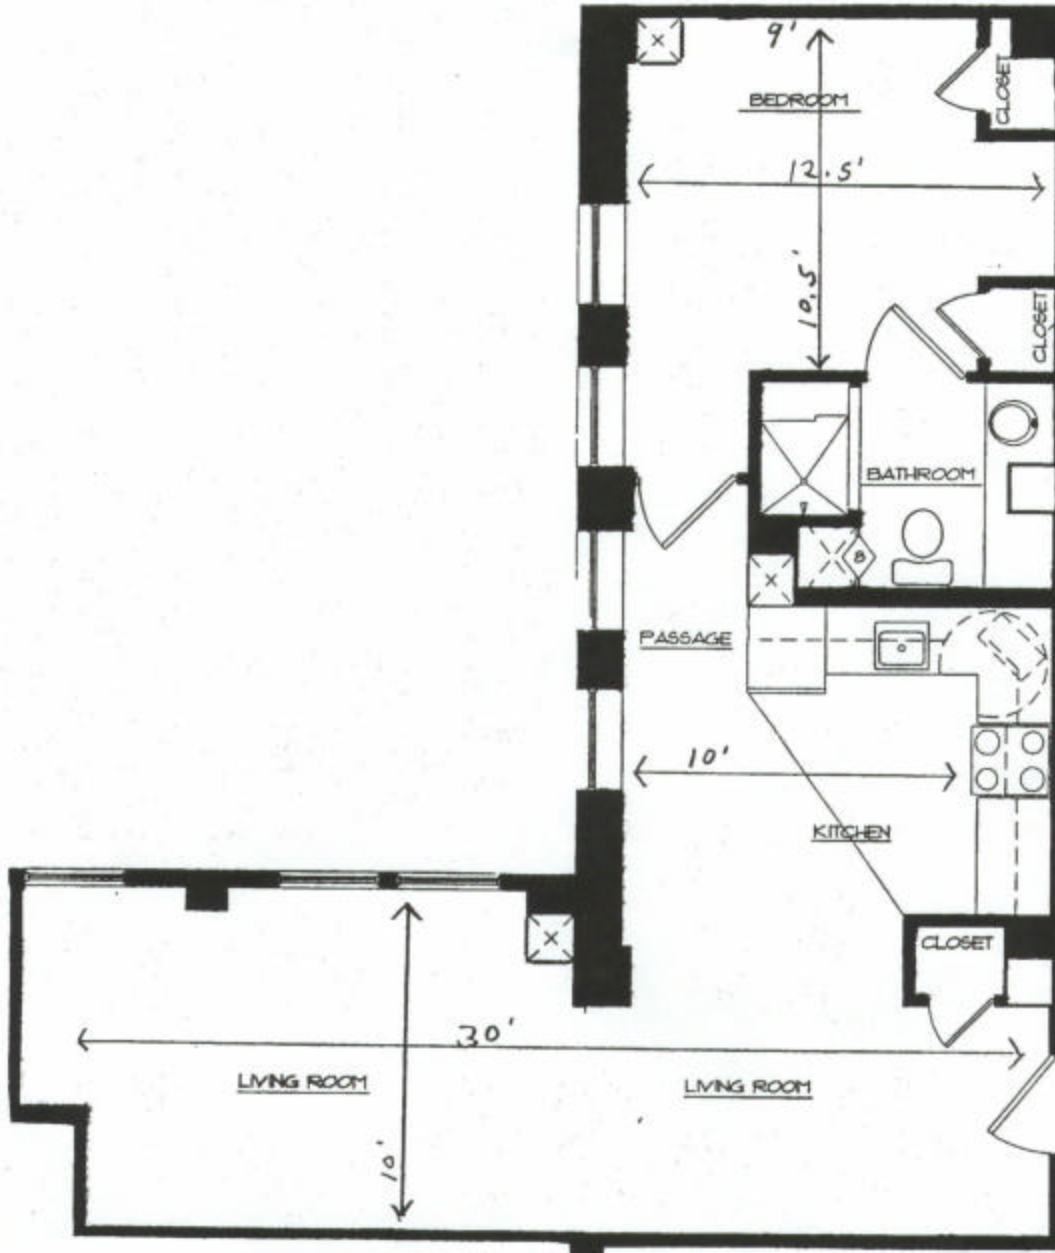 9'
BEDROOM
CLOSET
12.5'
10.5'
CLOSET
BATHROOM
B
PASSAGE
10'
KITCHEN
CLOSET
30'
LIVING ROOM
LIVING ROOM
10'